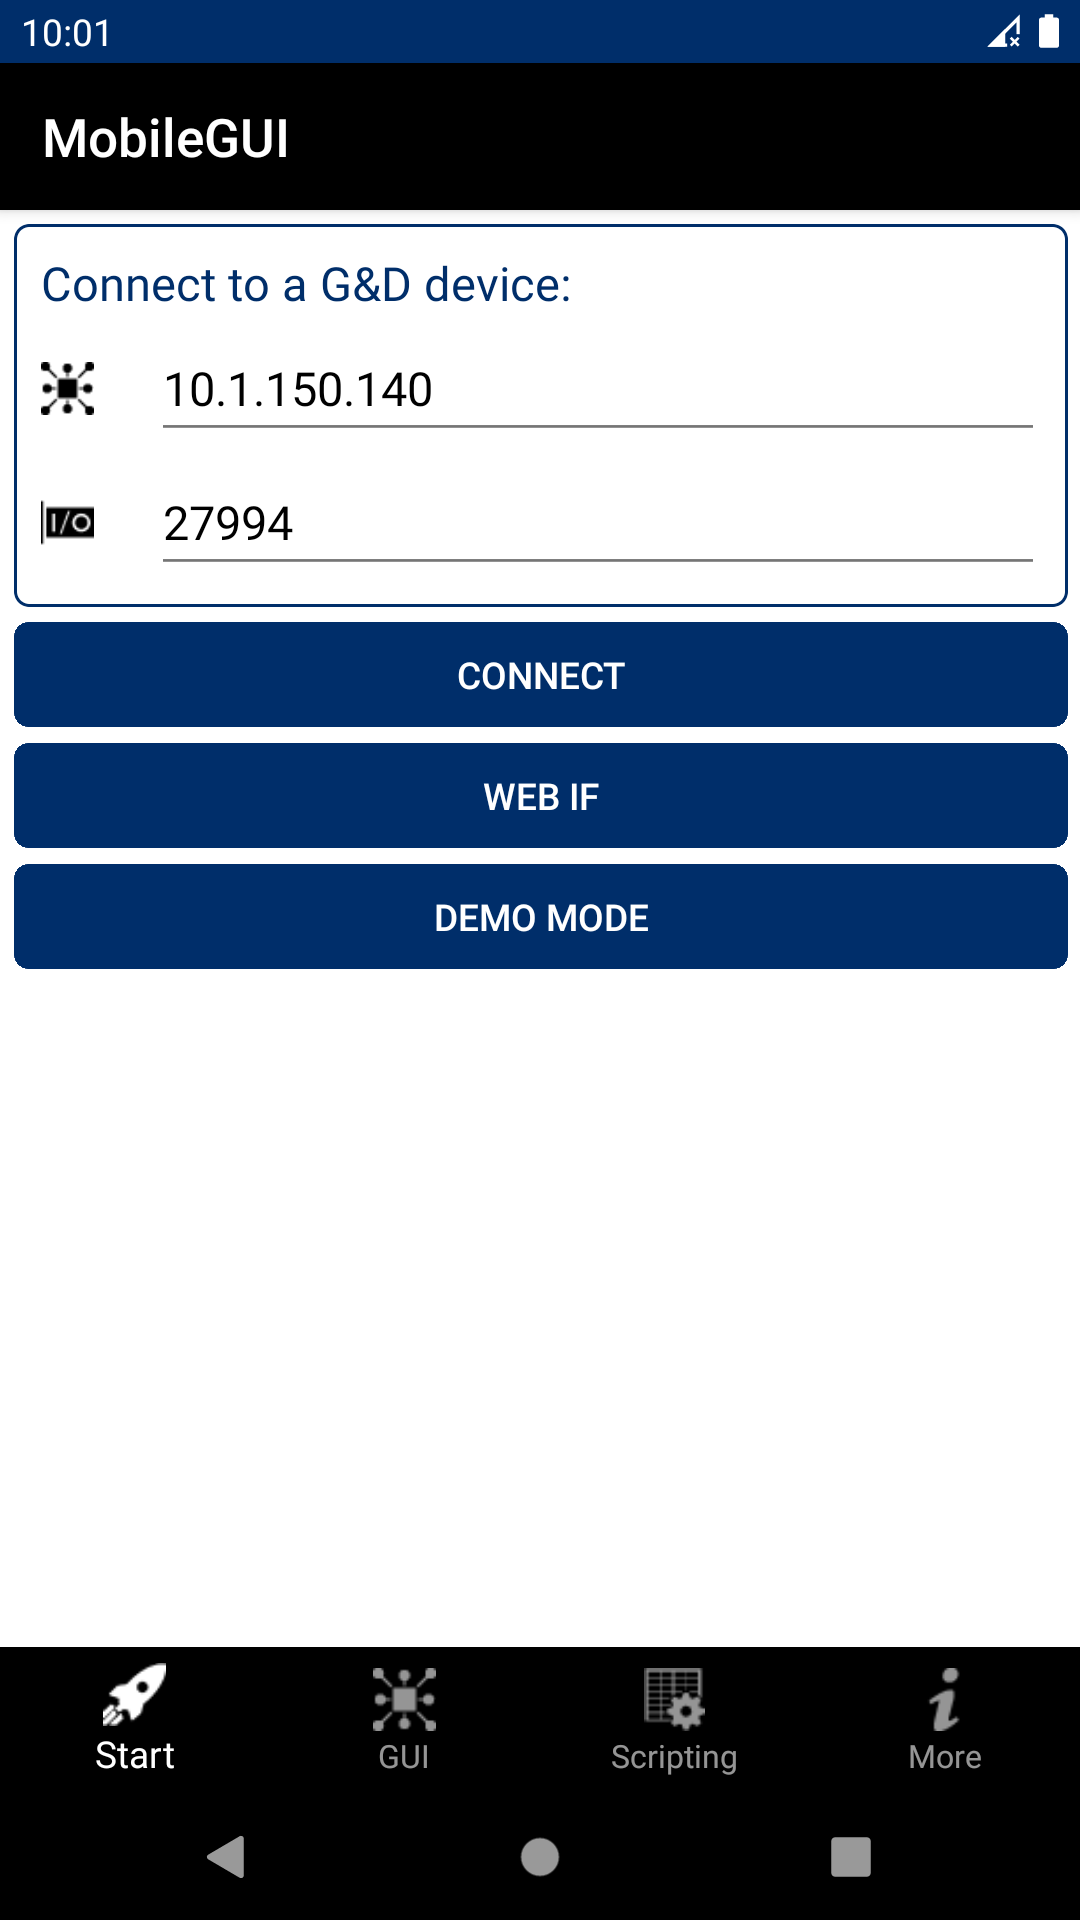 10:01
MobileGUI
Connect to a G&D device:
10.1.150.140
I/O
27994
CONNECT
WEB IF
DEMO MODE
Start
GUI
Scripting
More